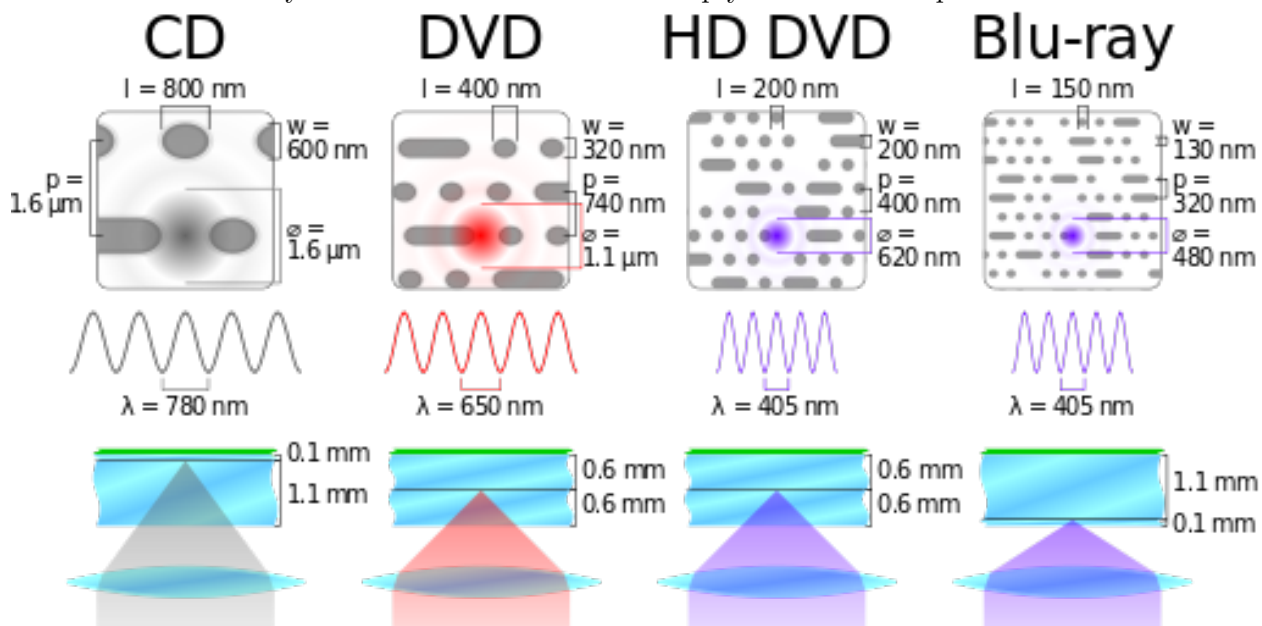 CD
l = 800 nm
w =
600 nm
p =
1.6 µm
⌀ =
1.6 µm
λ = 780 nm
0.1 mm
1.1 mm
DVD
l = 400 nm
w =
320 nm
p =
740 nm
⌀ =
1.1 µm
λ = 650 nm
0.6 mm
0.6 mm
HD DVD
l = 200 nm
w =
200 nm
p =
400 nm
⌀ =
620 nm
λ = 405 nm
0.6 mm
0.6 mm
Blu-ray
l = 150 nm
w =
130 nm
p =
320 nm
⌀ =
480 nm
λ = 405 nm
1.1 mm
0.1 mm